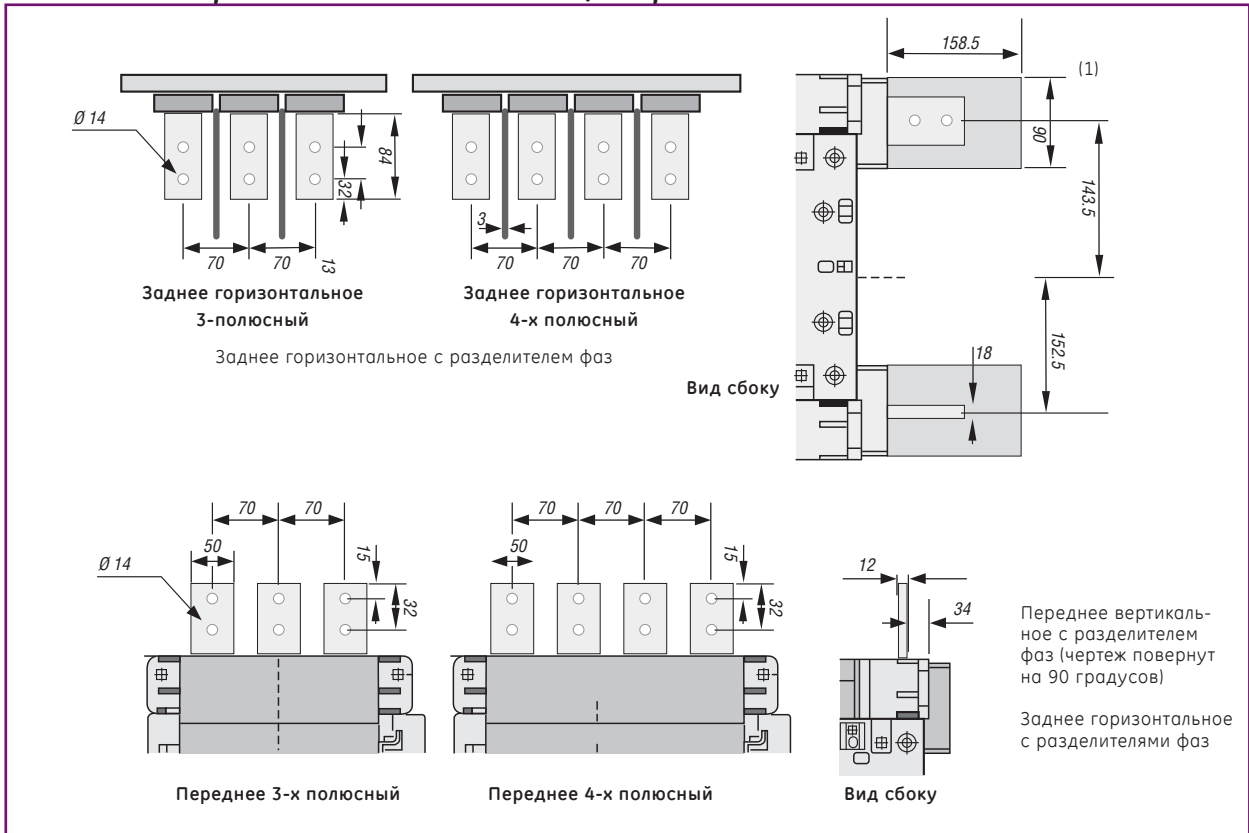 158.5
(1)
Ø 14
84
32
90
143.5
3
70
70
13
70
70
70
Заднее горизонтальное
3-полюсный
Заднее горизонтальное
4-х полюсный
Заднее горизонтальное с разделителем фаз
18
152.5
Вид сбоку
70
70
70
70
70
50
15
50
15
Ø 14
32
32
12
34
Переднее вертикаль-
ное с разделителем
фаз (чертеж повернут
на 90 градусов)
Заднее горизонтальное
с разделителями фаз
Переднее 3-х полюсный
Переднее 4-х полюсный
Вид сбоку